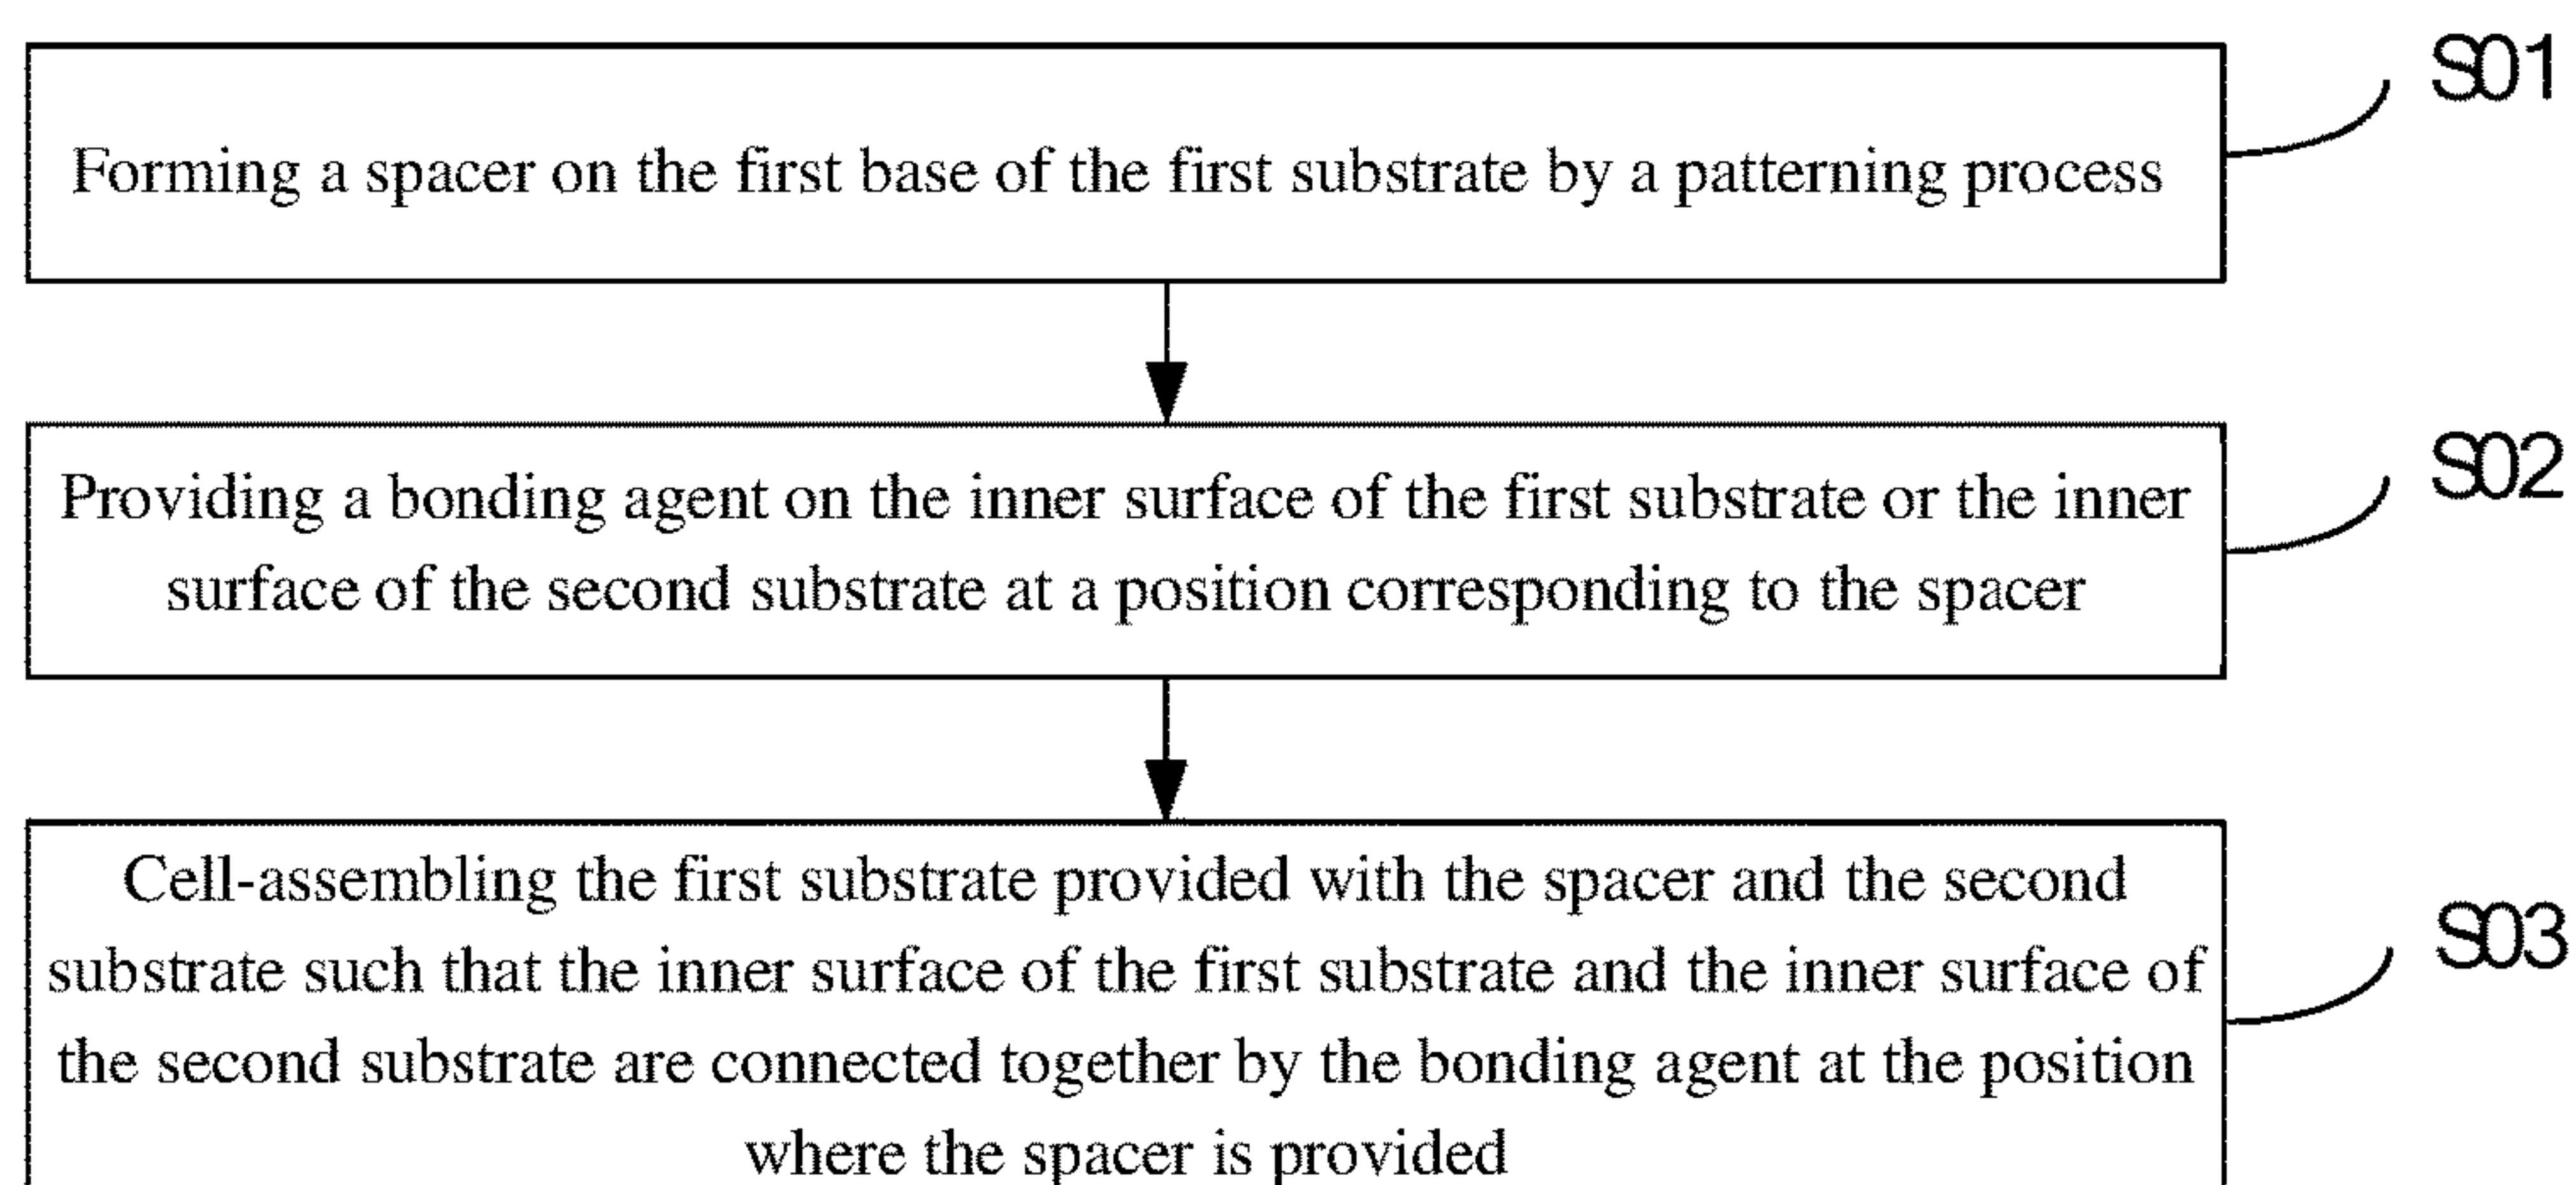 S01
Forming a spacer on the first base of the first substrate by a patterning process
S02
Providing a bonding agent on the inner surface of the first substrate or the inner
surface of the second substrate at a position corresponding to the spacer
S03
Cell-assembling the first substrate provided with the spacer and the second
substrate such that the inner surface of the first substrate and the inner surface of
the second substrate are connected together by the bonding agent at the position
where the spacer is provided